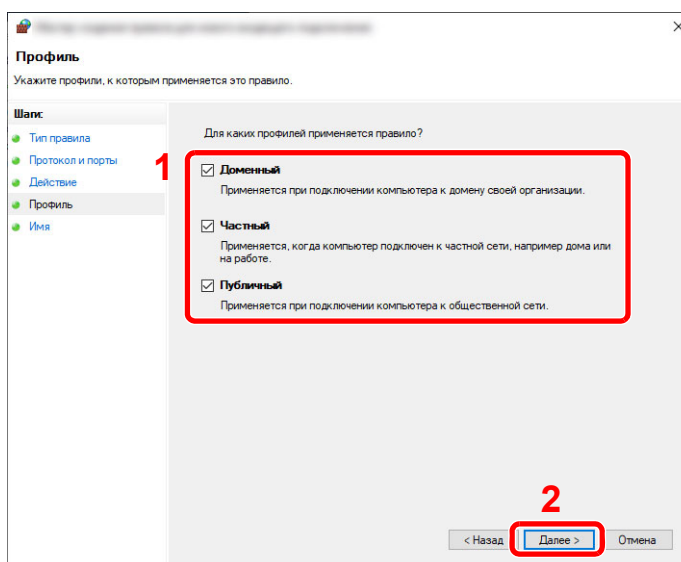 Профиль
Укажите профили, к которым применяется это правило.
Шаги:
Тип правила
Протокол и порты
Действие
Профиль
Имя
Для каких профилей применяется правило?
1
Доменный
Применяется при подключении компьютера к домену своей организации.
Частный
Применяется, когда компьютер подключен к частной сети, например дома или
на работе.
Публичный
Применяется при подключении компьютера к общественной сети.
2
< Назад
Далее >
Отмена